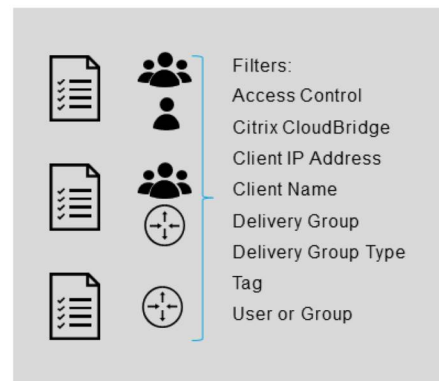 Filters:
Access Control
Citrix CloudBridge
Client IP Address
Client Name
Delivery Group
Delivery Group Type
Tag
User or Group